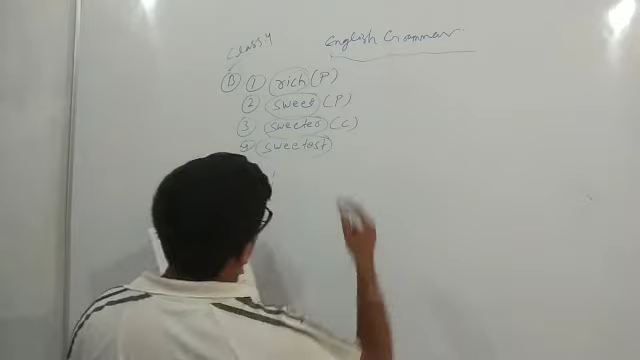 English Grammar
Class 4
B 1 rich (P)
2 sweet (P)
3 sweeter (C)
4 sweetest